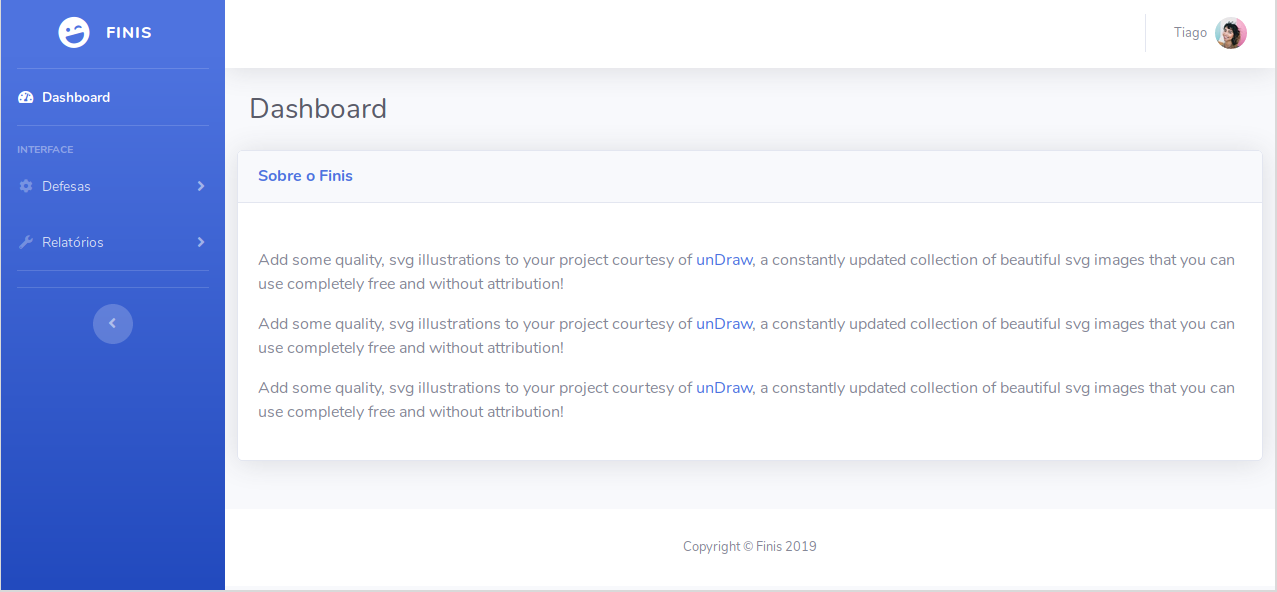 FINIS
Tiago
Dashboard
INTERFACE
Defesas
Relatórios
Dashboard
Sobre o Finis
Add some quality, svg illustrations to your project courtesy of unDraw, a constantly updated collection of beautiful svg images that you can
use completely free and without attribution!
Add some quality, svg illustrations to your project courtesy of unDraw, a constantly updated collection of beautiful svg images that you can
use completely free and without attribution!
Add some quality, svg illustrations to your project courtesy of unDraw, a constantly updated collection of beautiful svg images that you can
use completely free and without attribution!
Copyright © Finis 2019